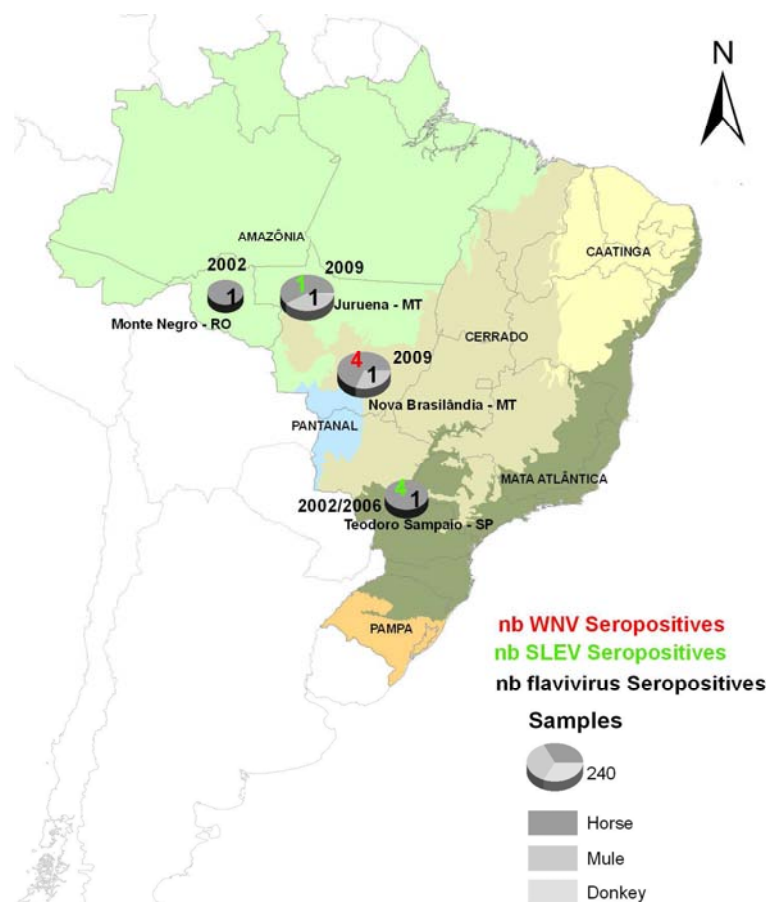 N
AMAZÔNIA
CAATINGA
2002
2009
1
1
1
Juruena - MT
Monte Negro - RO
CERRADO
4
2009
1
Nova Brasilândia - MT
PANTANAL
MATA ATLÂNTICA
4
1
2002/2006
Teodoro Sampaio - SP
PAMPA
nb WNV Seropositives
nb SLEV Seropositives
nb flavivirus Seropositives
Samples
240
Horse
Mule
Donkey